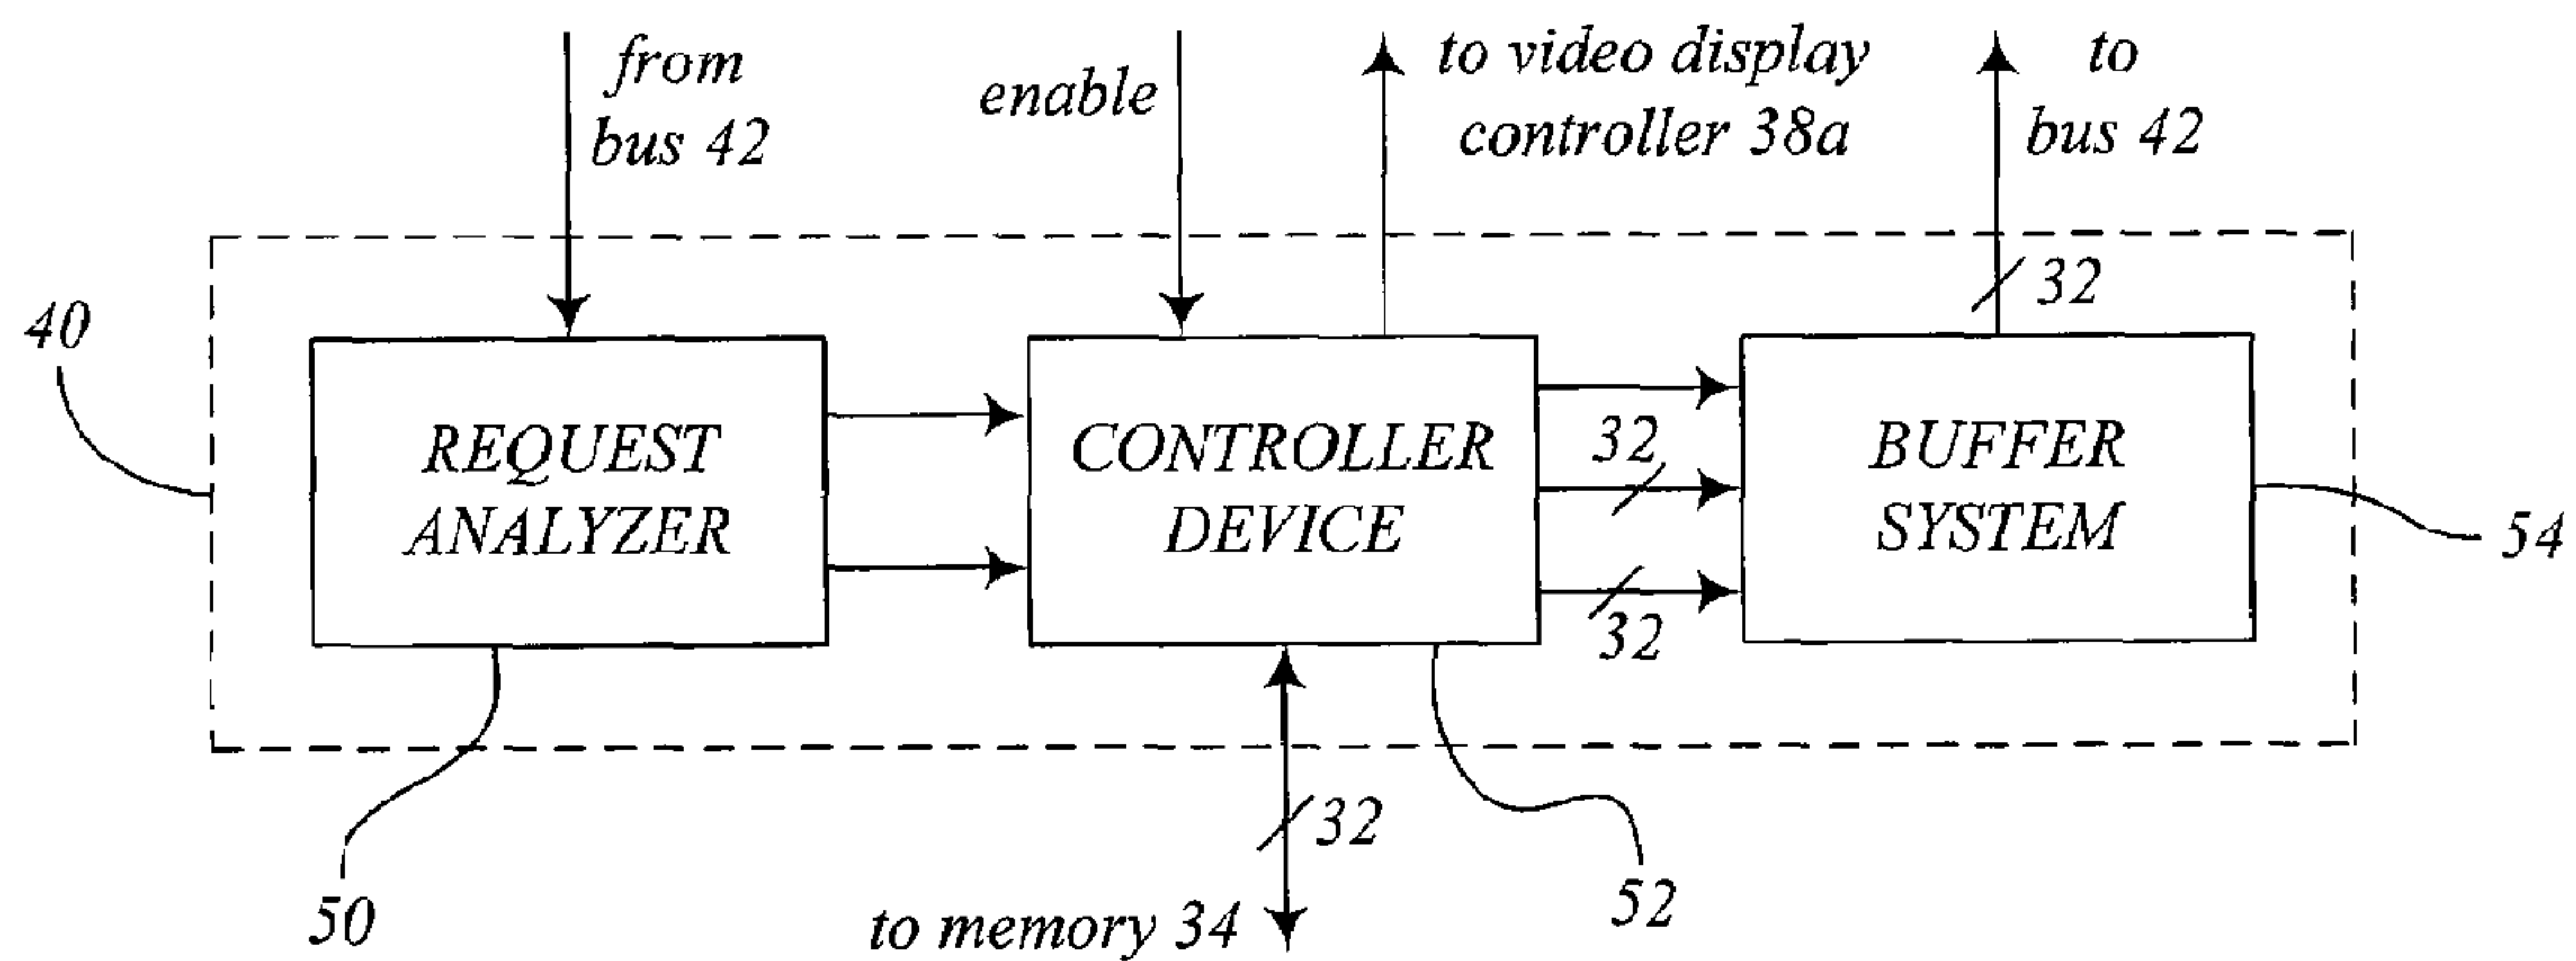 from
bus 42
enable
to video display
controller 38a
to
bus 42
32
40
REQUEST
ANALYZER
CONTROLLER
DEVICE
32
32
BUFFER
SYSTEM
54
32
50
to memory 34
52